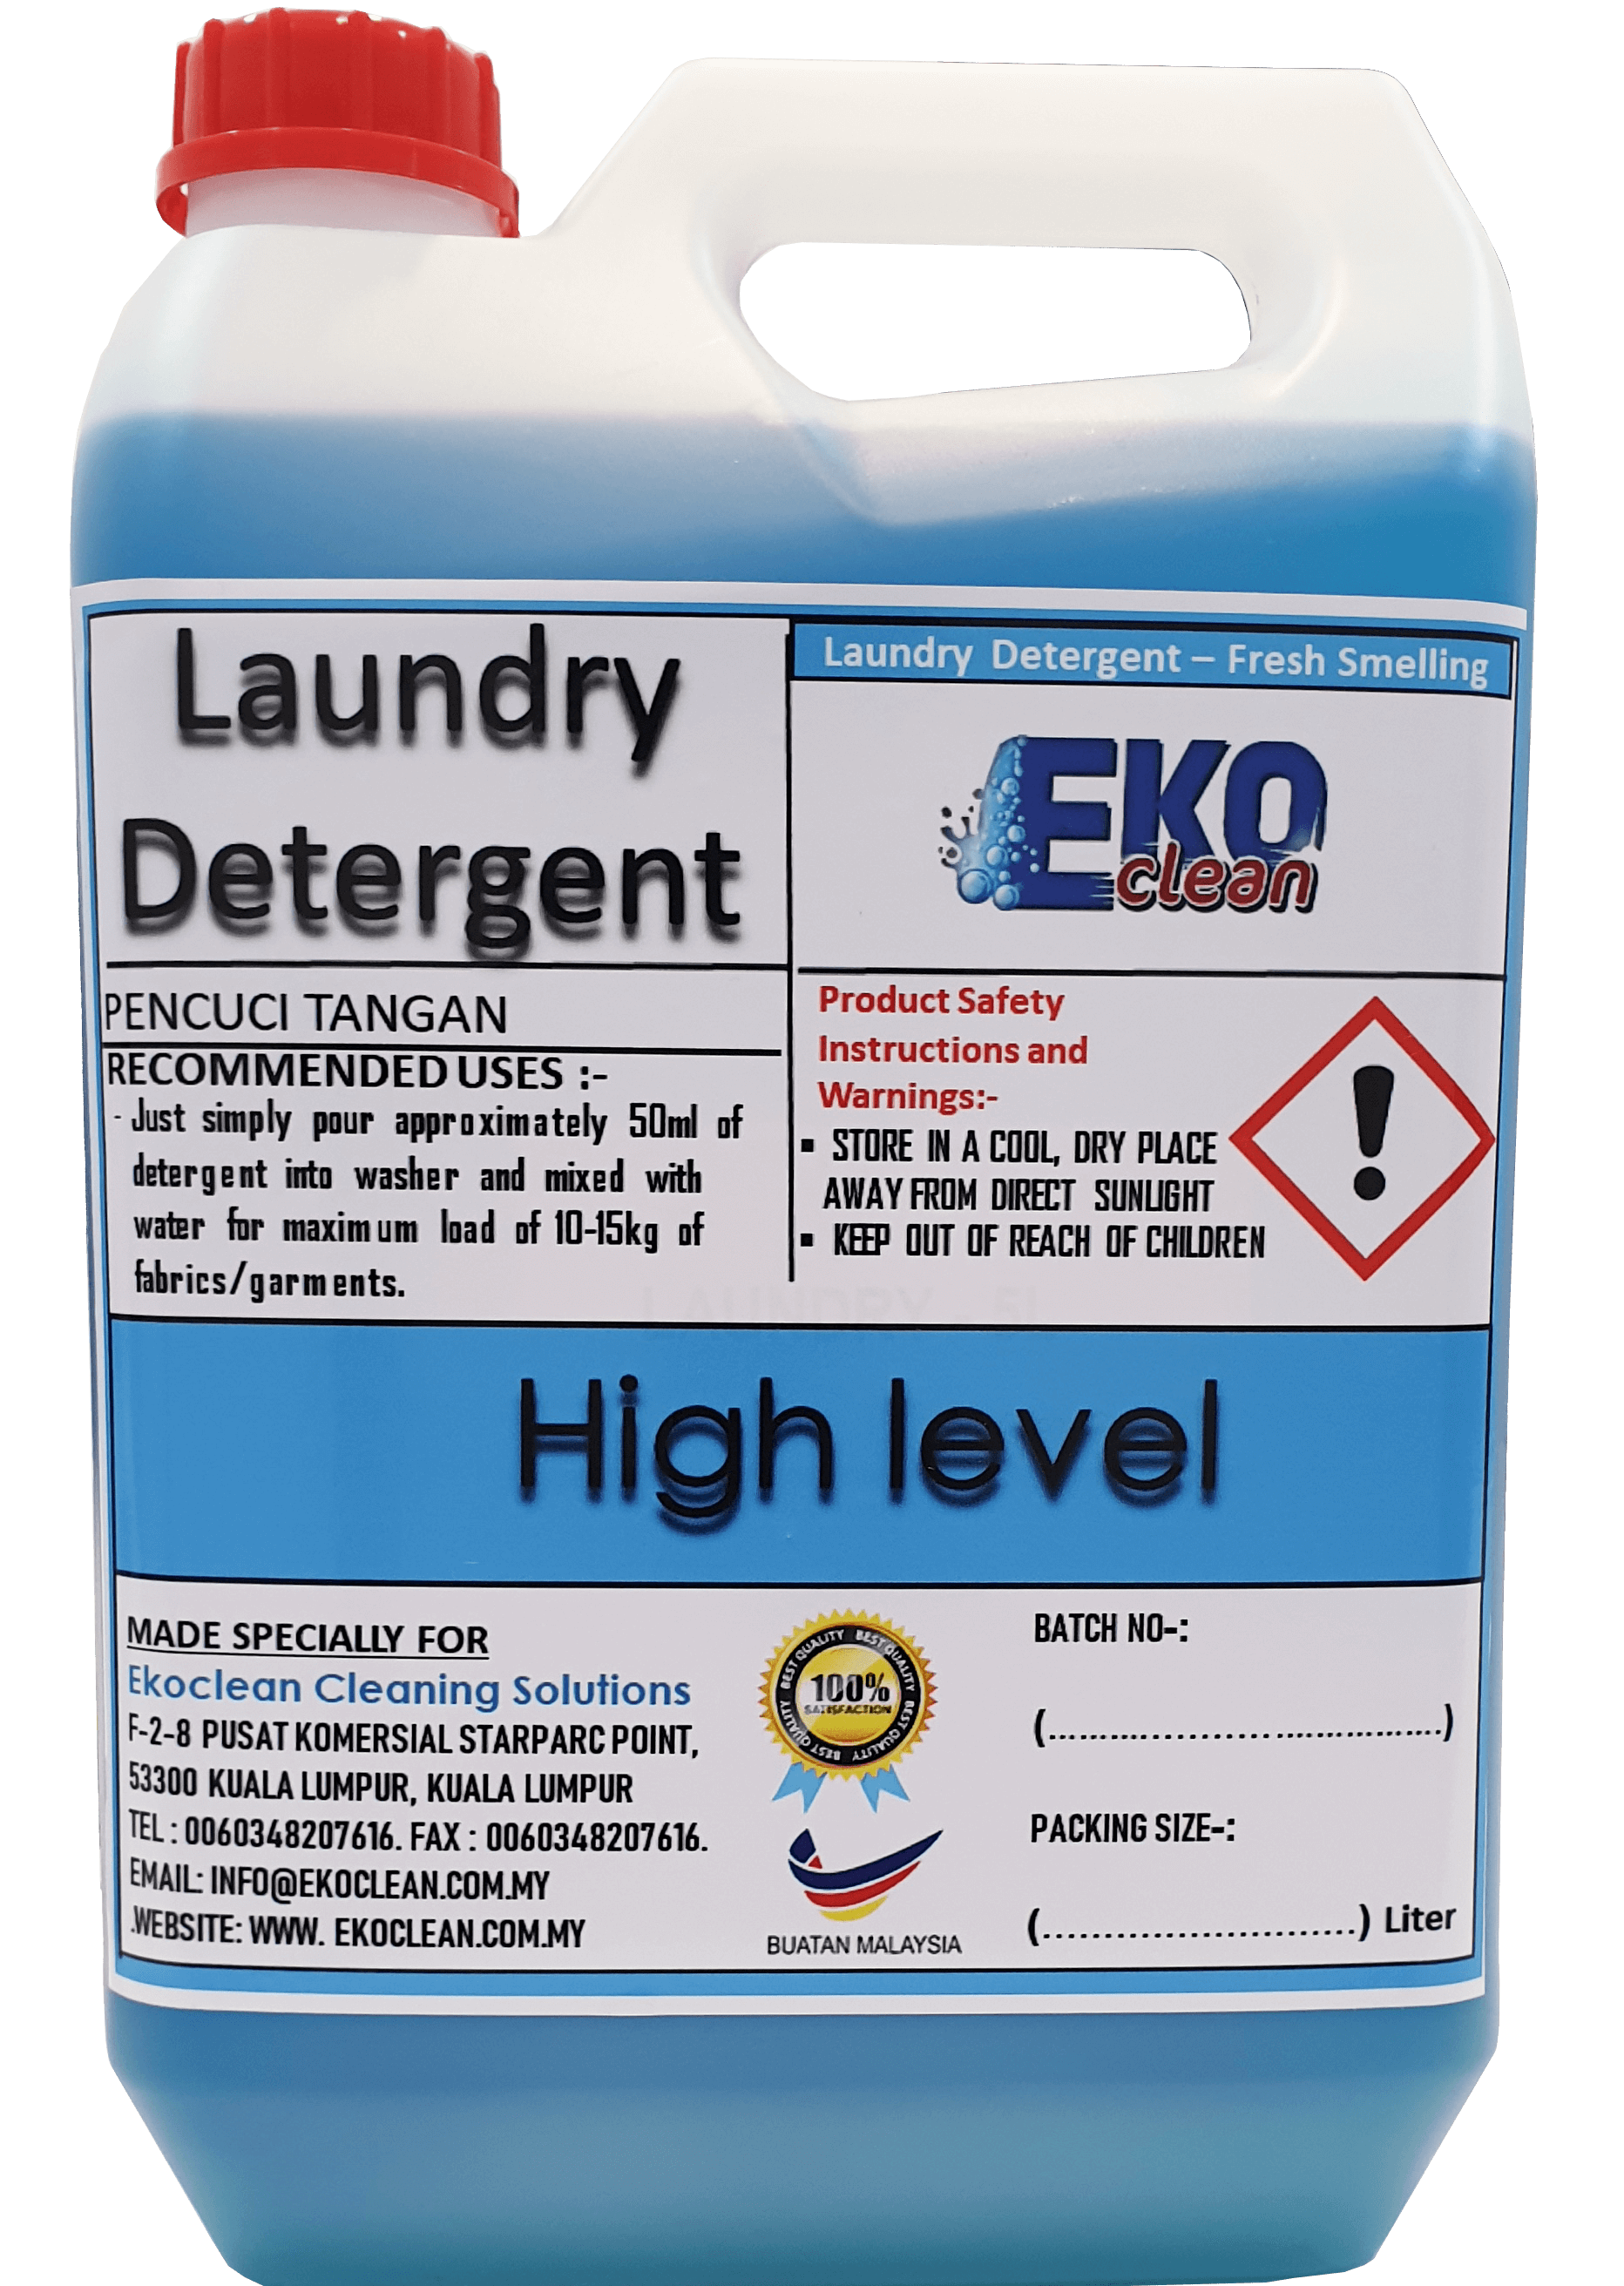 Laundry
Detergent
PENCUCI TANGAN
RECOMMENDED USES :-
- Just simply pour approximately 50ml of
detergent into washer and mixed with
water for maximum load of 10-15kg of
fabrics/garments.
Laundry Detergent – Fresh Smelling
EKO
clean
Product Safety
Instructions and
Warnings:-
▪ STORE IN A COOL, DRY PLACE
AWAY FROM DIRECT SUNLIGHT
▪ KEEP OUT OF REACH OF CHILDREN
High level
MADE SPECIALLY FOR
Ekoclean Cleaning Solutions
F-2-8 PUSAT KOMERSIAL STARPARC POINT,
53300 KUALA LUMPUR, KUALA LUMPUR
TEL : 0060348207616. FAX : 0060348207616.
EMAIL: INFO@EKOCLEAN.COM.MY
.WEBSITE: WWW. EKOCLEAN.COM.MY
BEST QUALITY BEST QUALITY BEST QUALITY BEST QUALITY
100%
SATISFACTION
BUATAN MALAYSIA
BATCH NO-:
(............................................)
PACKING SIZE-:
(..........................) Liter